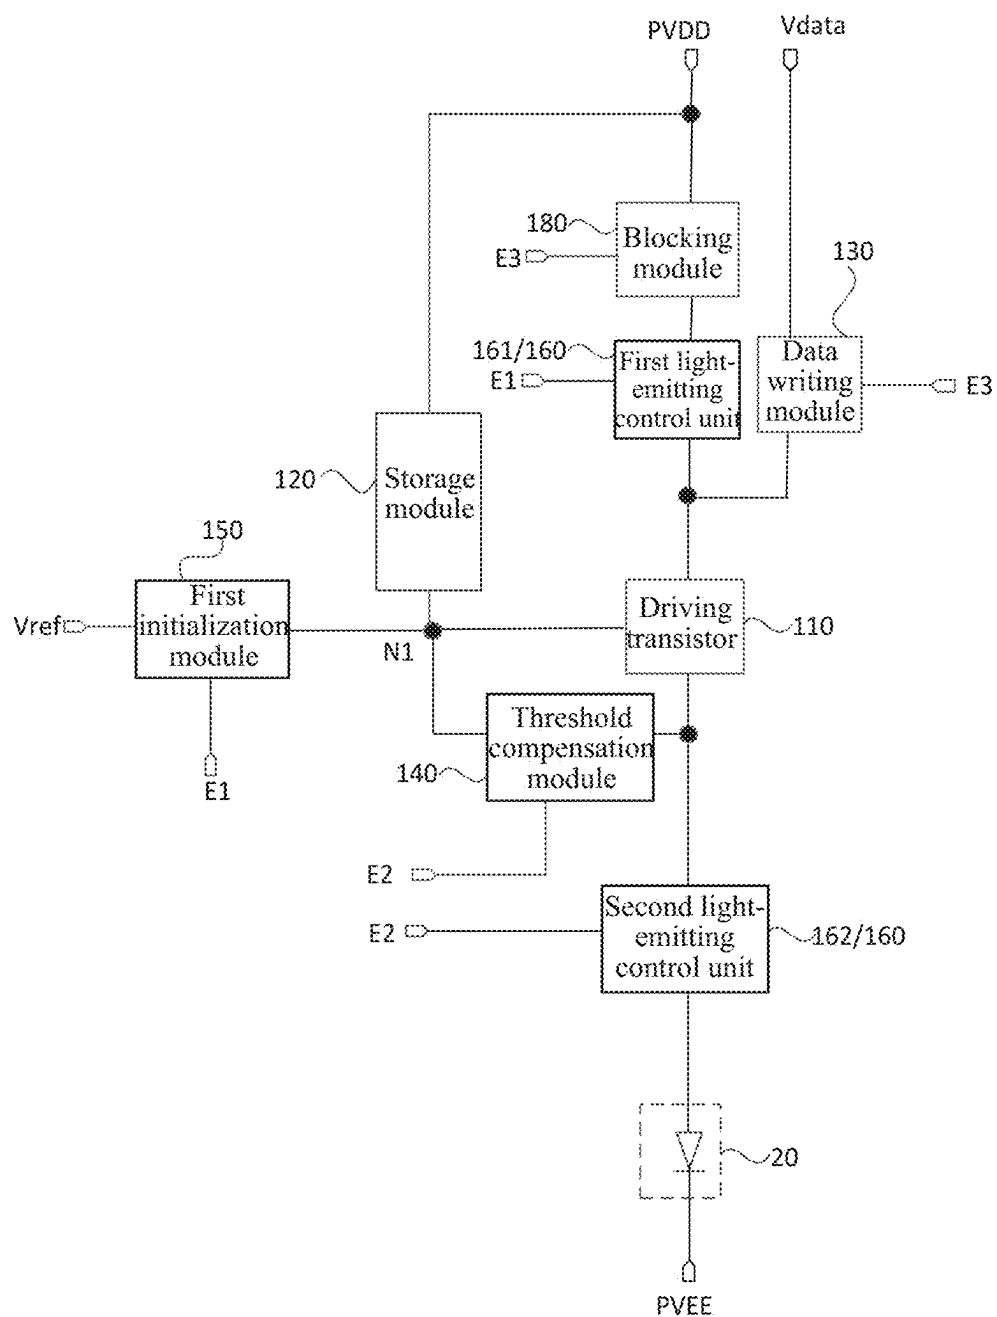 PVDD
Vdata
180
Blocking
module
E3
130
161/160
First light-
emitting
control unit
E1
Data
writing
module
E3
120
Storage
module
150
First
initialization
module
Vref
N1
Driving
transistor
110
Threshold
compensation
module
140
E1
E2
Second light-
emitting
control unit
E2
162/160
20
PVEE